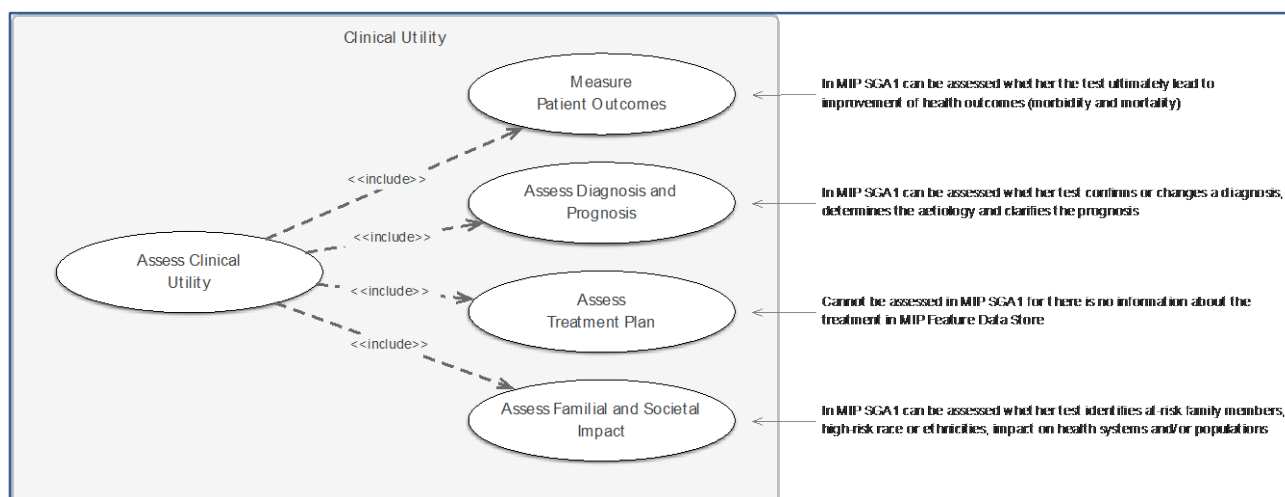 Clinical Utility
Measure
Patient Outcomes
In MIP SGA1 can be assessed whether the test ultimately lead to
improvement of health outcomes (morbidity and mortality)
<<include>>
Assess Diagnosis and
Prognosis
In MIP SGA1 can be assessed whether test confirms or changes a diagnosis,
determines the aetiology and clarifies the prognosis
<<include>>
Assess Clinical
Utility
<<include>>
Assess
Treatment Plan
Cannot be assessed in MIP SGA1 for there is no information about the
treatment in MIP Feature Data Store
<<include>>
Assess Familial and Societal
Impact
In MIP SGA1 can be assessed whether test identifies at-risk family members,
high-risk race or ethnicities, impact on health systems and/or populations